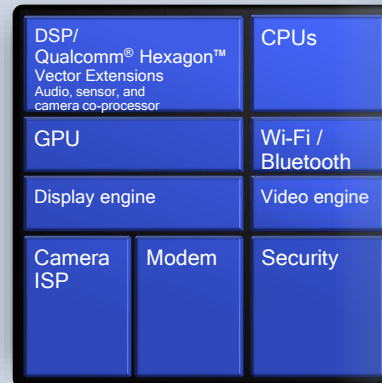 DSP/
Qualcomm® Hexagon™
Vector Extensions
Audio, sensor, and
camera co-processor
CPUs
GPU
Wi-Fi /
Bluetooth
Display engine
Video engine
Camera
ISP
Modem
Security